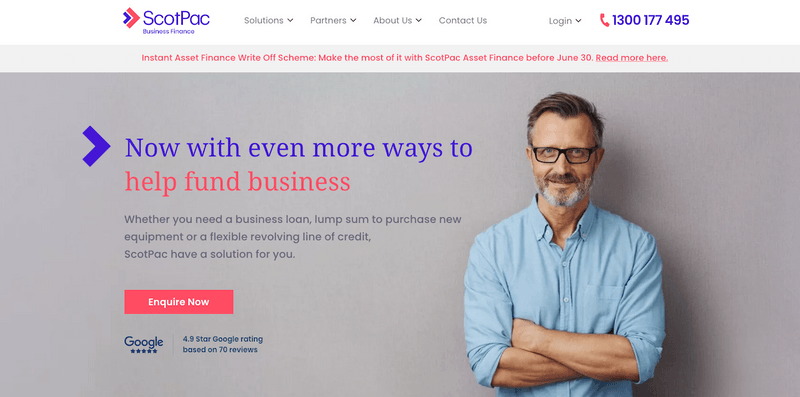 ScotPac
Business Finance
Solutions
Partners
About Us
Contact Us
Login
1300 177 495
Instant Asset Finance Write Off Scheme: Make the most of it with ScotPac Asset Finance before June 30. Read more here.
Now with even more ways to
help fund business
Whether you need a business loan, lump sum to purchase new
equipment or a flexible revolving line of credit,
ScotPac have a solution for you.
Enquire Now
Google
4.9 Star Google rating
based on 70 reviews